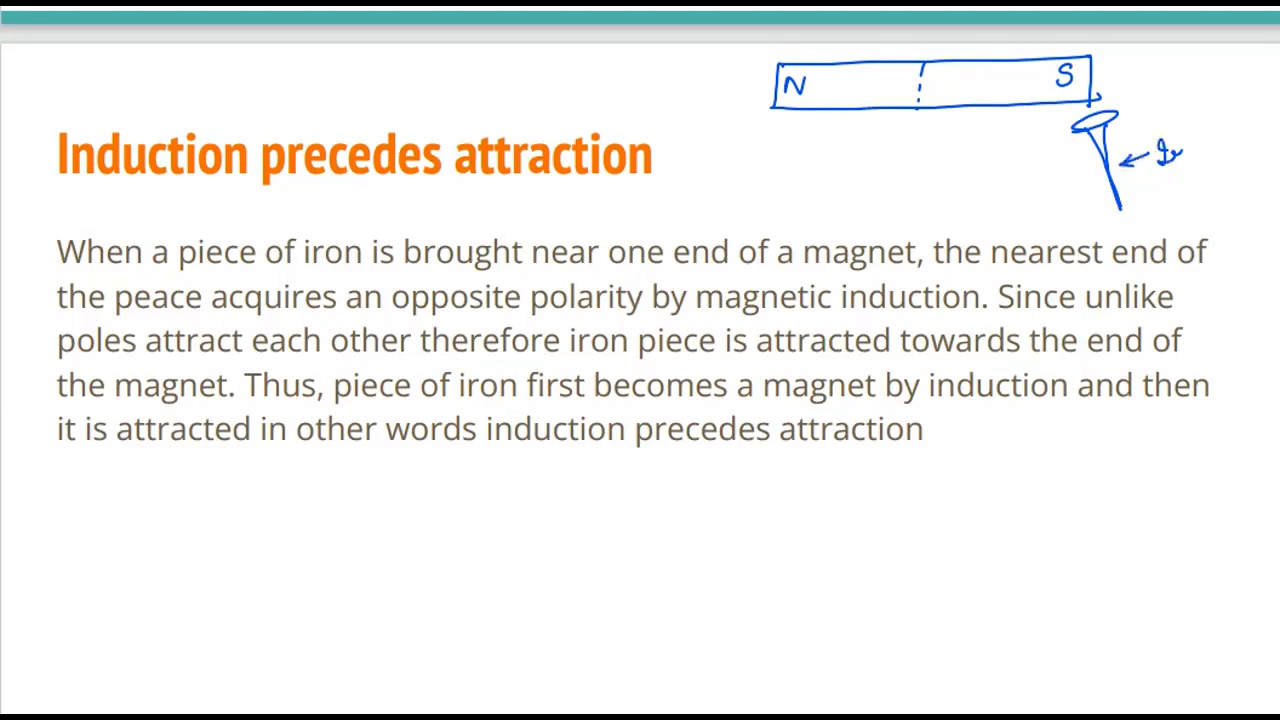 N S
Induction precedes attraction
When a piece of iron is brought near one end of a magnet, the nearest end of
the peace acquires an opposite polarity by magnetic induction. Since unlike
poles attract each other therefore iron piece is attracted towards the end of
the magnet. Thus, piece of iron first becomes a magnet by induction and then
it is attracted in other words induction precedes attraction